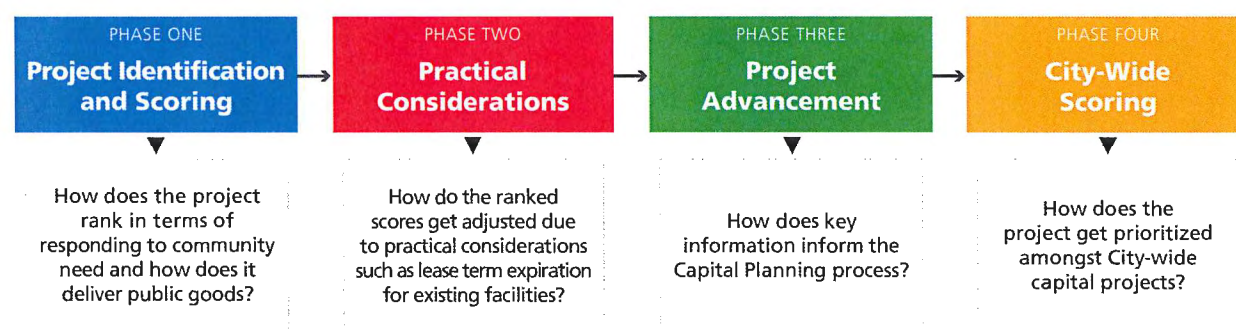 PHASE ONE
Project Identification
and Scoring
How does the project
rank in terms of
responding to community
need and how does it
deliver public goods?
PHASE TWO
Practical
Considerations
How do the ranked
scores get adjusted due
to practical considerations
such as lease term expiration
for existing facilities?
PHASE THREE
Project
Advancement
How does key
information inform the
Capital Planning process?
PHASE FOUR
City-Wide
Scoring
How does the
project get prioritized
amongst City-wide
capital projects?